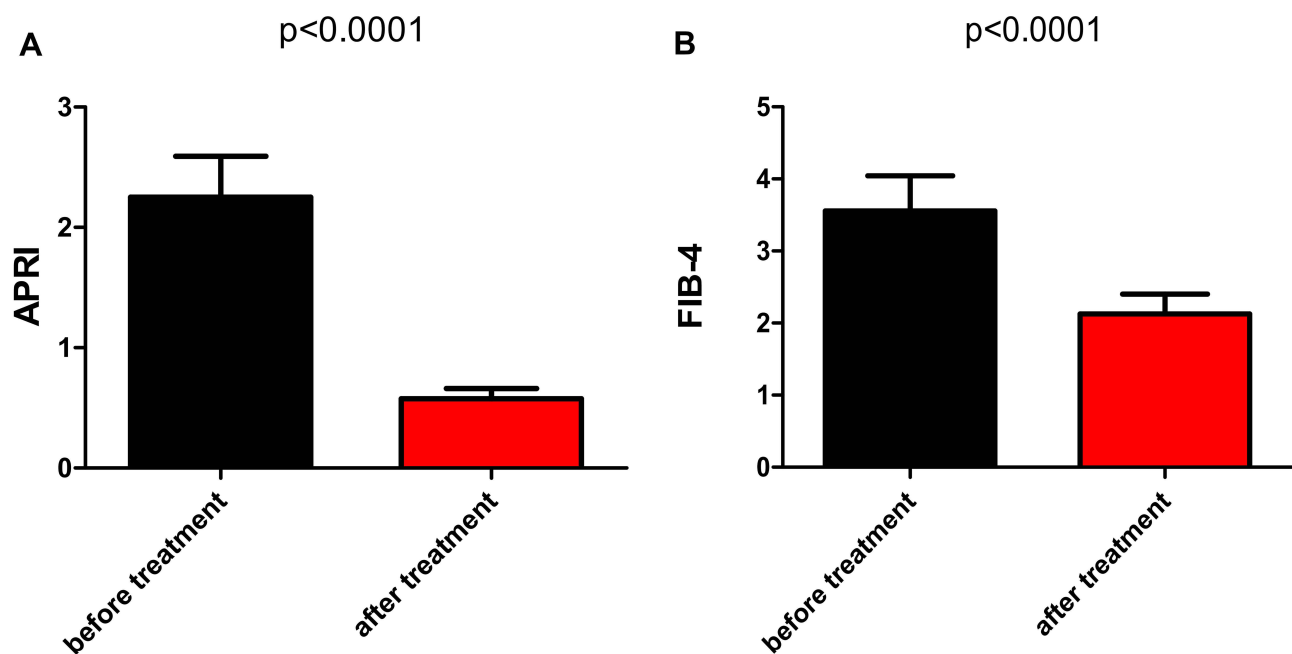 A
p<0.0001
APRI
3
2
1
0
before treatment
after treatment
B
p<0.0001
FIB-4
5
4
3
2
1
0
before treatment
after treatment